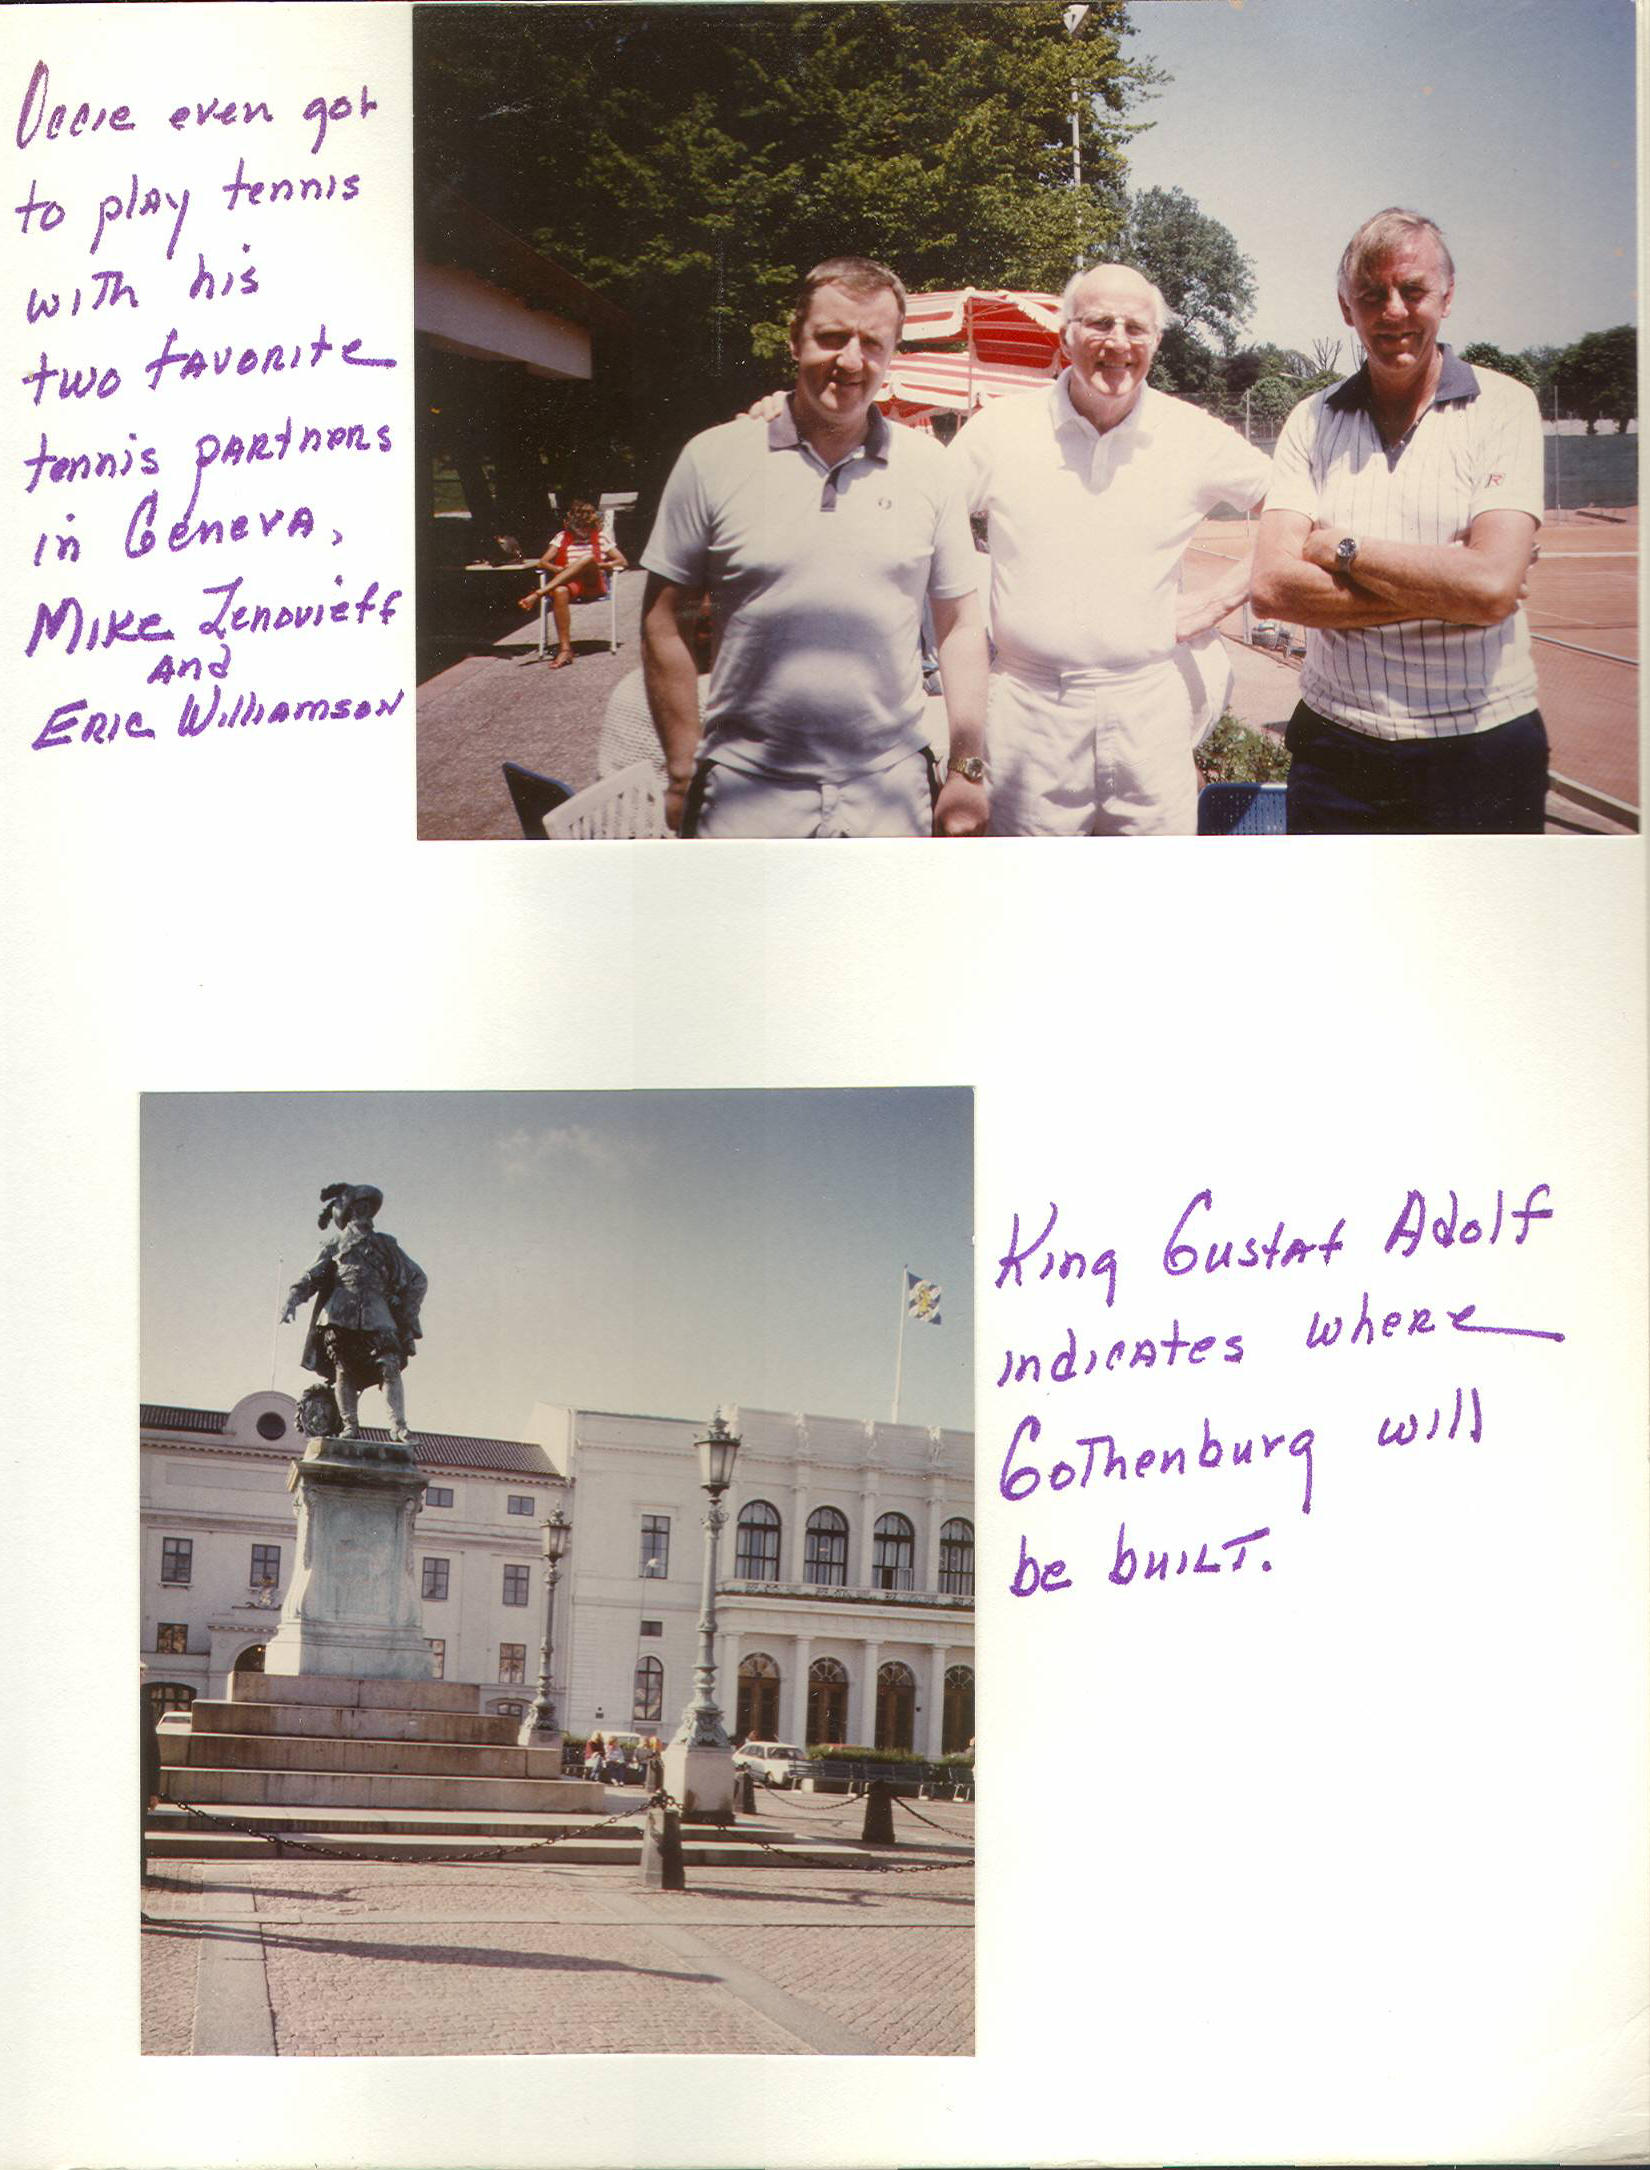 Occie even got
to play tennis
with his
two favorite
tennis partners
in Geneva,
Mike Zenovieff
and
Eric Williamson
R
King Gustaf Adolf
indicates where
Gothenburg will
be built.